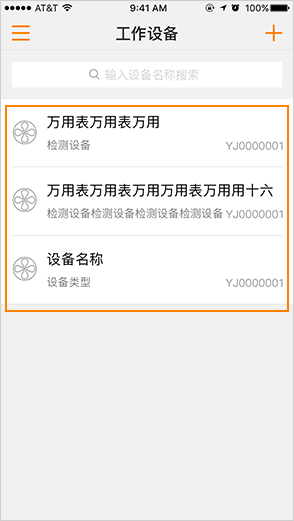 AT&T 9:41 AM 100%
工作设备
输入设备名称搜索
万用表万用表万用
检测设备 YJ0000001
万用表万用表万用万用表万用用十六
检测设备检测设备检测设备检测设备 YJ0000001
设备名称
设备类型 YJ0000001